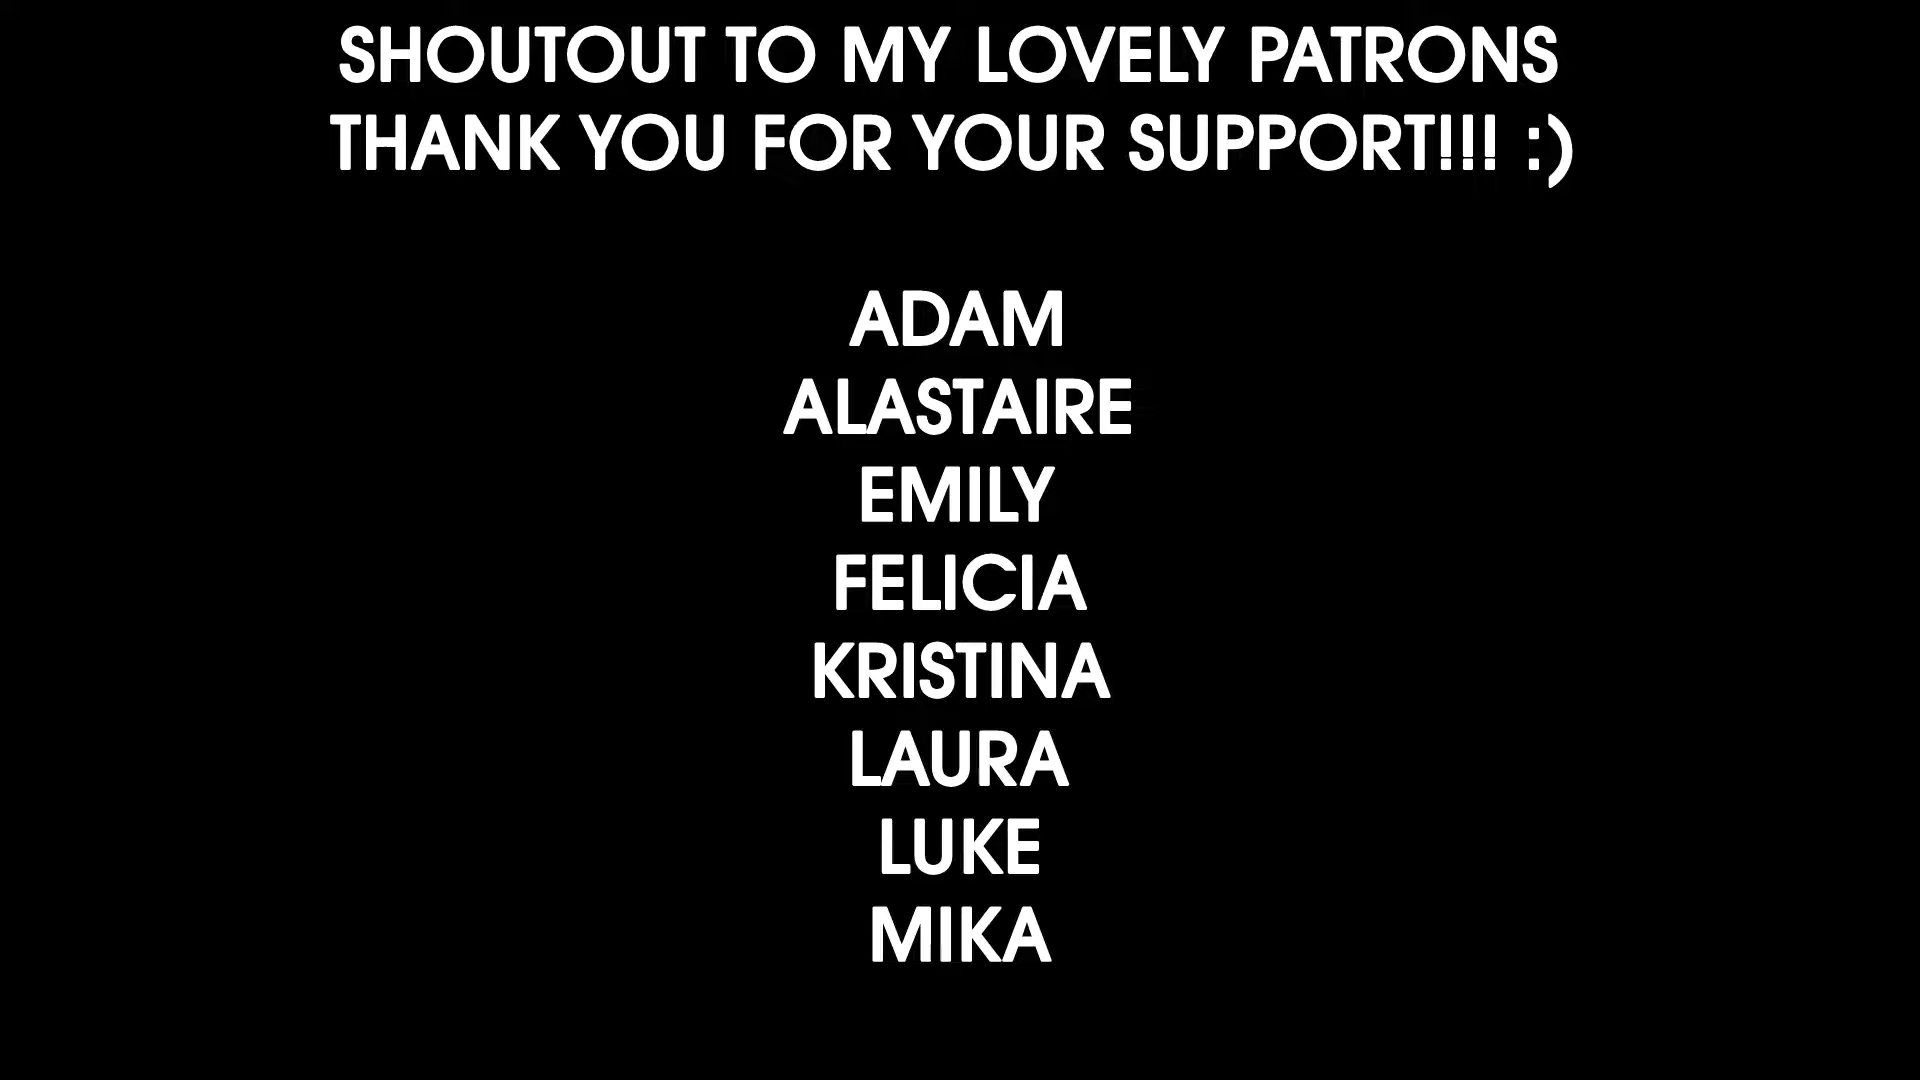 SHOUTOUT TO MY LOVELY PATRONS
THANK YOU FOR YOUR SUPPORT!!! :)
ADAM
ALASTAIRE
EMILY
FELICIA
KRISTINA
LAURA
LUKE
MIKA